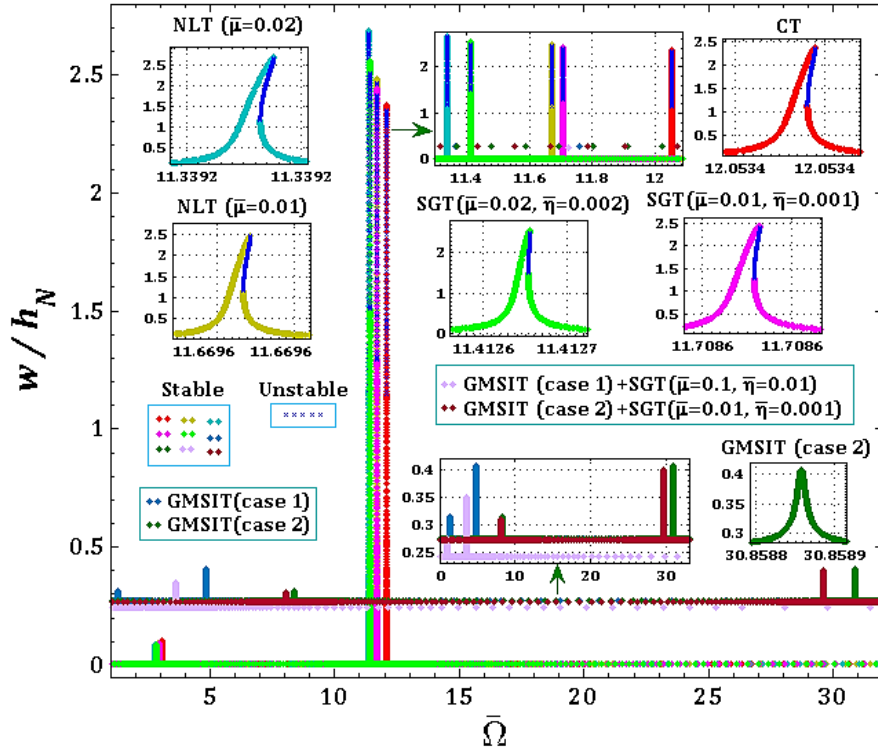 NLT (μ̄=0.02)
CT
2.5
2
1.5
1
0.5
11.3392 11.3392
2
1
0
11.4 11.6 11.8 12
2.5
2
1.5
1
0.5
12.0534 12.0534
NLT (μ̄=0.01)
SGT(μ̄=0.02, η̄=0.002)
SGT(μ̄=0.01, η̄=0.001)
2.5
2
1.5
1
0.5
11.6696 11.6696
3
2
1
0
11.4126 11.4127
2.5
2
1.5
1
0.5
11.7086 11.7086
Stable Unstable
GMSIT (case 1)+SGT(μ̄=0.1, η̄=0.01)
GMSIT (case 2)+SGT(μ̄=0.01, η̄=0.001)
GMSIT(case 1)
GMSIT(case 2)
0.4
0.35
0.3
0.25
0 10 20 30
GMSIT (case 2)
0.4
0.35
0.3
30.8588 30.8589
w / h_N
2.5
2
1.5
1
0.5
0
5 10 15 20 25 30
Ω̄